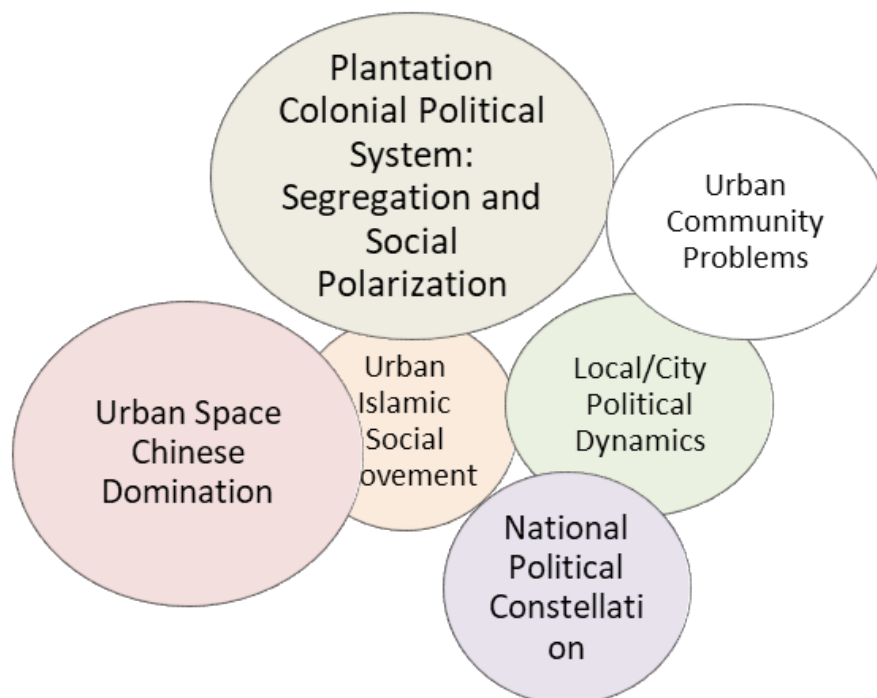 Plantation
Colonial Political
System:
Segregation and
Social
Polarization
Urban
Community
Problems
Urban Space
Chinese
Domination
Urban
Islamic
Social
ovement
Local/City
Political
Dynamics
National
Political
Constellati
on